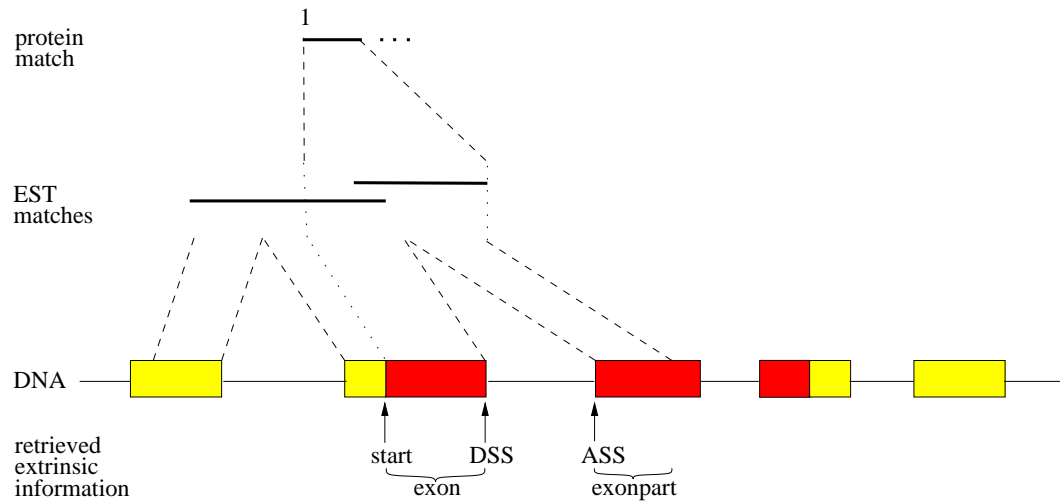 1
protein
match
. . .
EST
matches
DNA
retrieved
extrinsic
information
start
DSS
ASS
exon
exonpart